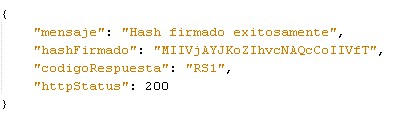 {
"mensaje": "Hash firmado exitosamente",
"hashFirmado": "MIIVjAYJKoZIhvcNAQcCoIIVfT",
"codigoRespuesta": "RS1",
"httpStatus": 200
}